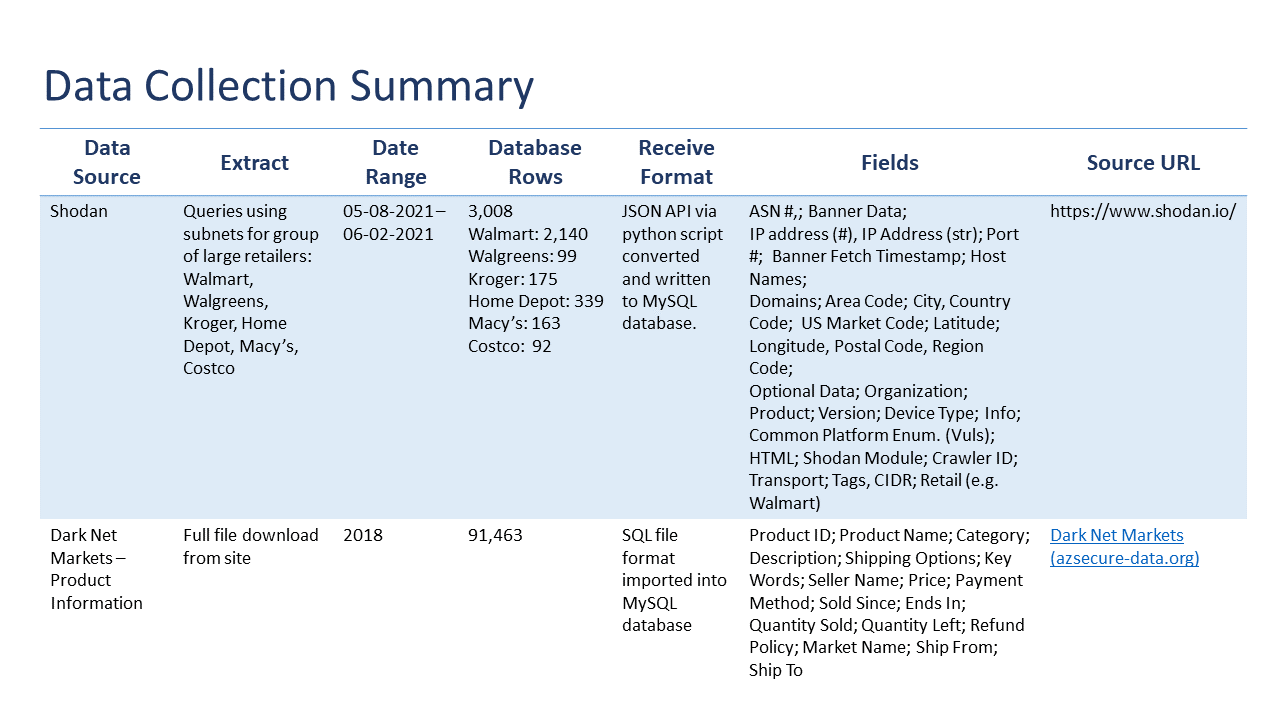 Data Collection Summary
Data
Source
Extract
Date
Range
Database
Rows
Receive
Format
Fields
Source URL
Shodan
Queries using
subnets for group
of large retailers:
Walmart,
Walgreens,
Kroger, Home
Depot, Macy’s,
Costco
05-08-2021–
06-02-2021
3,008
Walmart: 2,140
Walgreens: 99
Kroger: 175
Home Depot: 339
Macy’s: 163
Costco:  92
JSON API via
python script
converted
and written
to MySQL
database.
ASN #,; Banner Data;
IP address (#), IP Address (str); Port
#;  Banner Fetch Timestamp; Host
Names;
Domains; Area Code; City, Country
Code;  US Market Code; Latitude;
Longitude, Postal Code, Region
Code;
Optional Data; Organization;
Product; Version; Device Type; Info;
Common Platform Enum. (Vuls);
HTML; Shodan Module; Crawler ID;
Transport; Tags, CIDR; Retail (e.g.
Walmart)
https://www.shodan.io/
Dark Net
Markets –
Product
Information
Full file download
from site
2018
91,463
SQL file
format
imported into
MySQL
database
Product ID; Product Name; Category;
Description; Shipping Options; Key
Words; Seller Name; Price; Payment
Method; Sold Since; Ends In;
Quantity Sold; Quantity Left; Refund
Policy; Market Name; Ship From;
Ship To
Dark Net Markets
(azsecure-data.org)